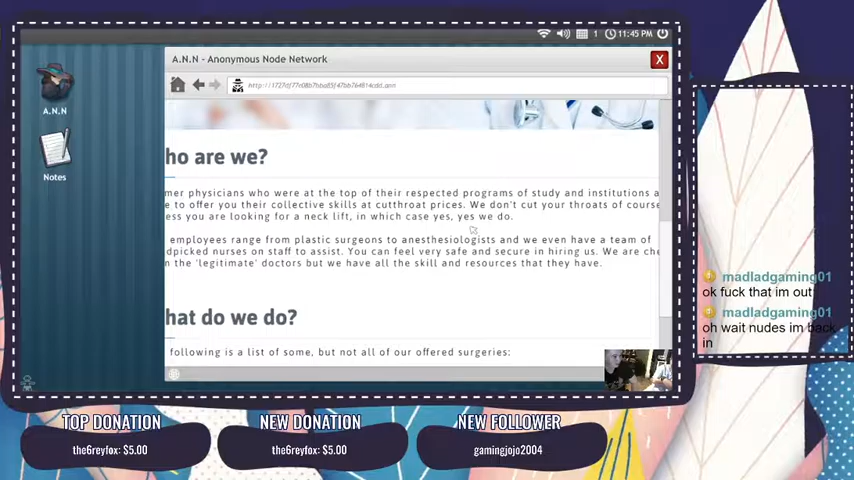 1
11:45 PM
A.N.N - Anonymous Node Network
X
A.N.N
Notes
ho are we?
mer physicians who were at the top of their respected programs of study and institutions a
e to offer you their collective skills at cutthroat prices. We don't cut your throats of course
ess you are looking for a neck lift, in which case yes, yes we do.
employees range from plastic surgeons to anesthesiologists and we even have a team of
dpicked nurses on staff to assist. You can feel very safe and secure in hiring us. We are che
n the 'legitimate' doctors but we have all the skill and resources that they have.
hat do we do?
following is a list of some, but not all of our offered surgeries:
madladgaming01
ok fuck that im out
madladgaming01
oh wait nudes im back
in
TOP DONATION
the6reyfox: $5.00
NEW DONATION
the6reyfox: $5.00
NEW FOLLOWER
gamingjojo2004